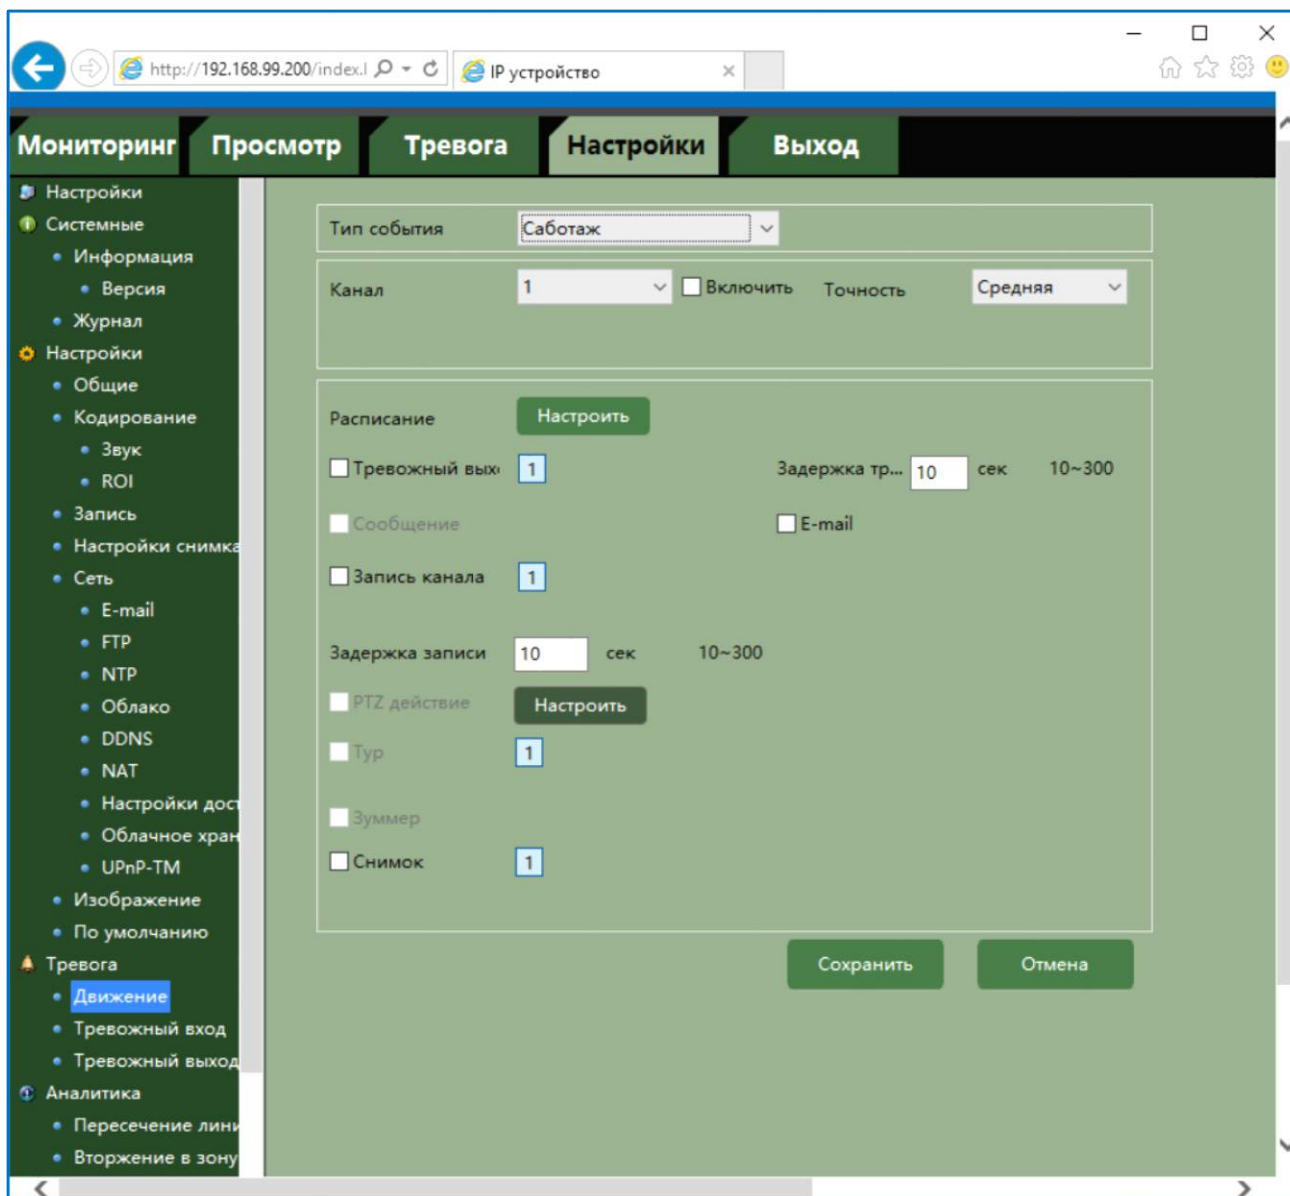 http://192.168.99.200/index.l
IP устройство
Мониторинг Просмотр Тревога Настройки Выход
Настройки
Системные
Информация
Версия
Журнал
Настройки
Общие
Кодирование
Звук
ROI
Запись
Настройки снимка
Сеть
E-mail
FTP
NTP
Облако
DDNS
NAT
Настройки дост
Облачное хран
UPnP-TM
Изображение
По умолчанию
Тревога
Движение
Тревожный вход
Тревожный выход
Аналитика
Пересечение лини
Вторжение в зону
Тип события Саботаж
Канал 1 Включить Точность Средняя
Расписание Настроить
Тревожный вых 1 Задержка тр... 10 сек 10~300
Сообщение E-mail
Запись канала 1
Задержка записи 10 сек 10~300
PTZ действие Настроить
Тур 1
Зуммер
Снимок 1
Сохранить Отмена